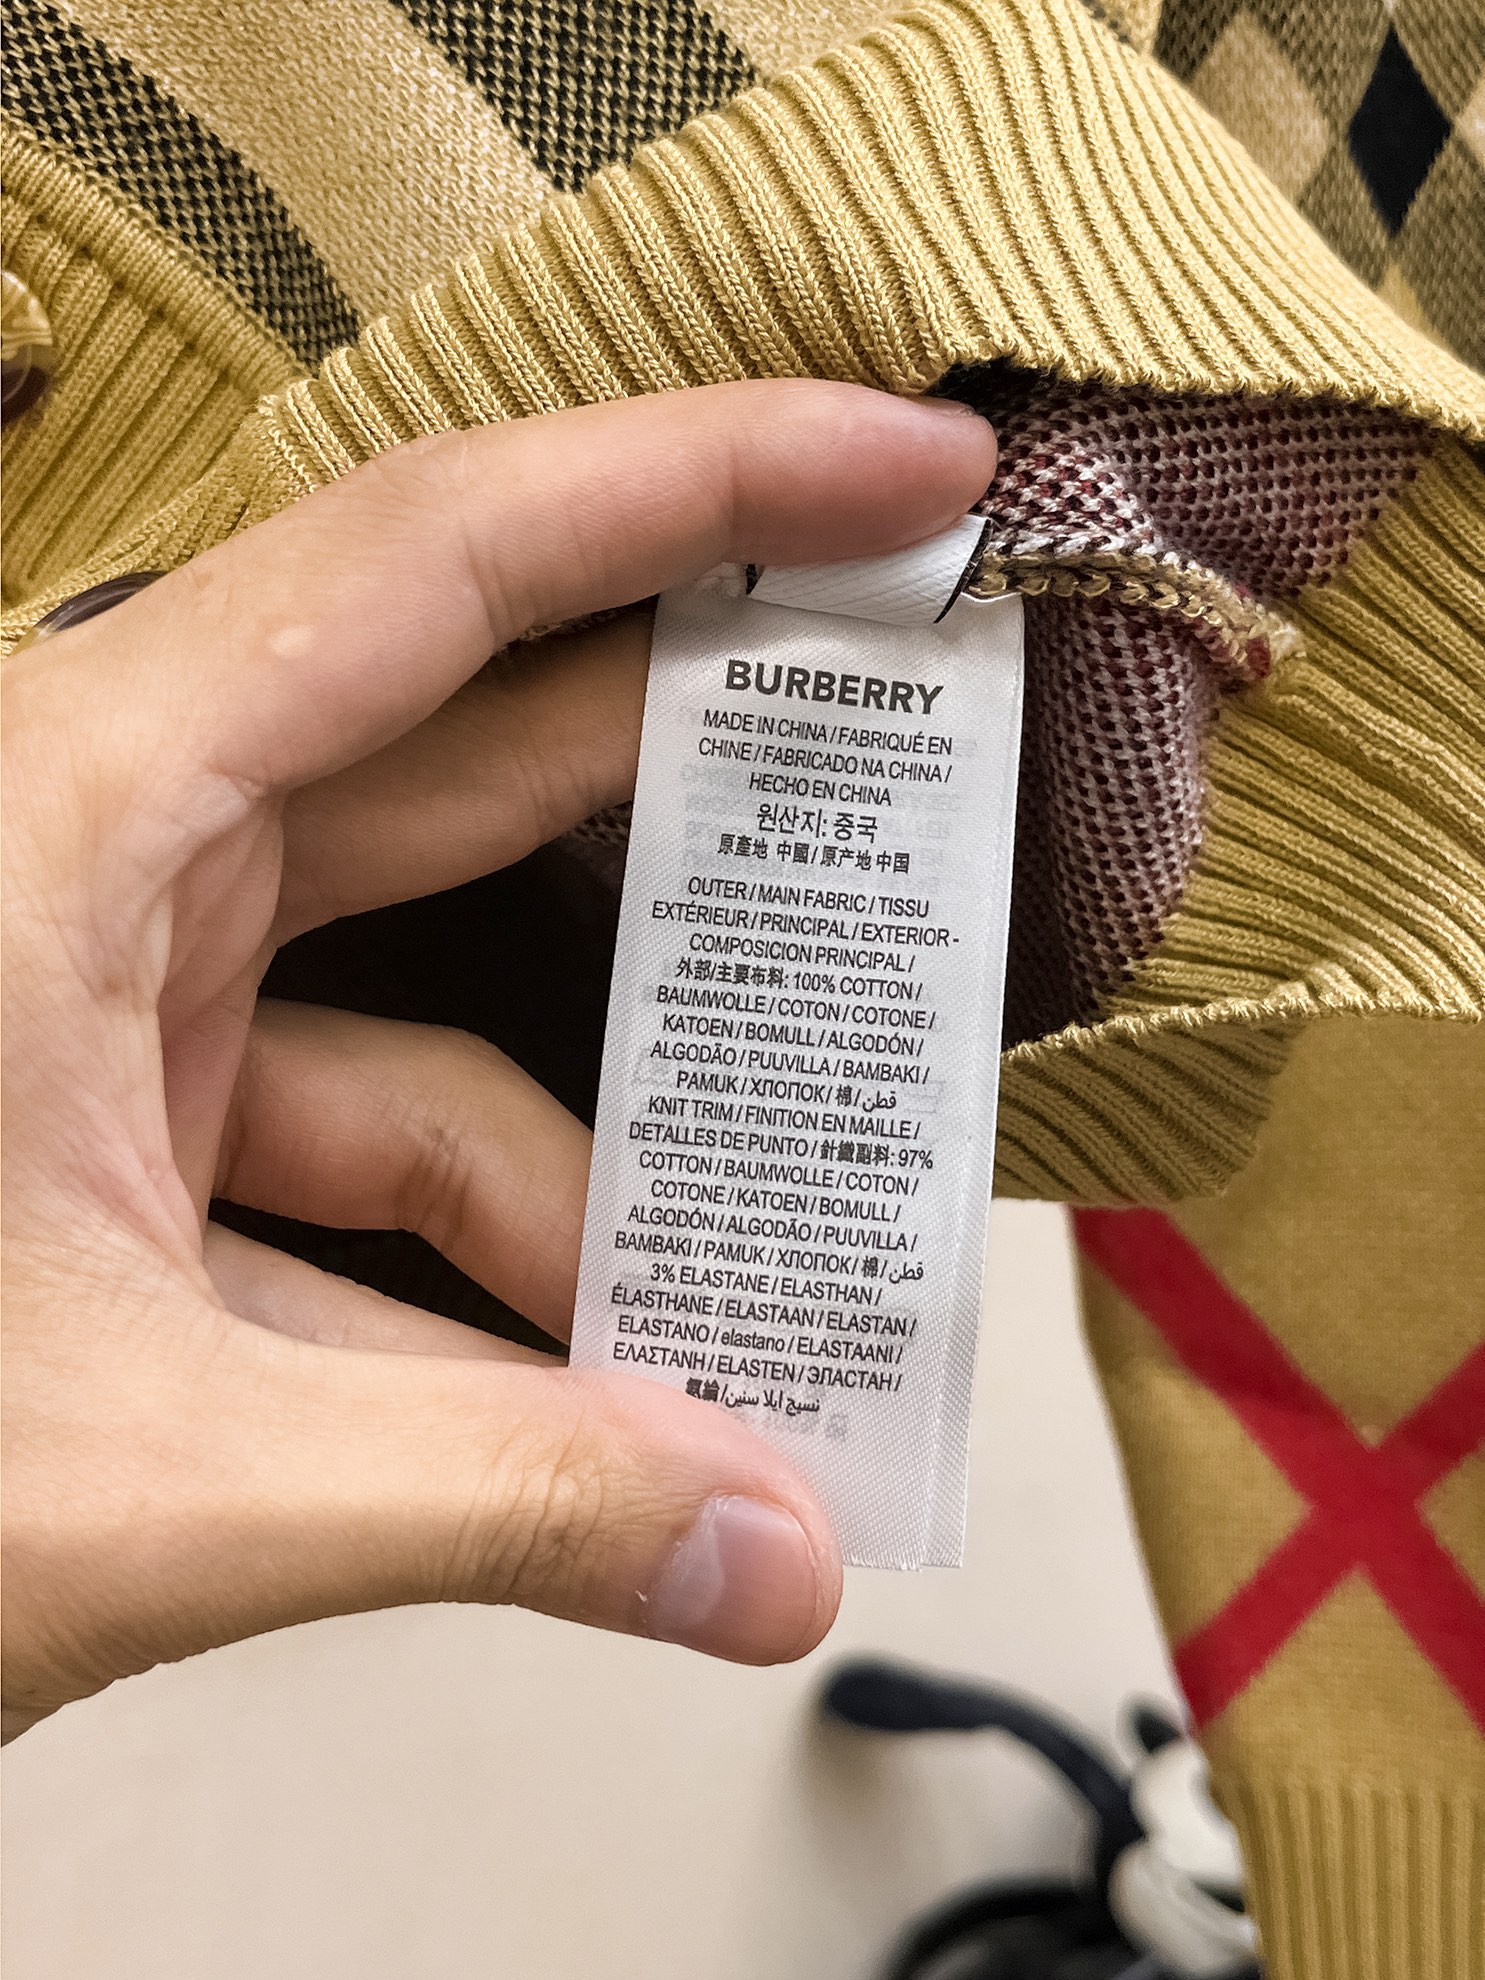 BURBERRY
MADE IN CHINA / FABRIQUÉ EN
CHINE / FABRICADO NA CHINA /
HECHO EN CHINA
원산지: 중국
原產地 中國 / 原产地 中国
OUTER / MAIN FABRIC / TISSU
EXTÉRIEUR / PRINCIPAL / EXTERIOR -
COMPOSICION PRINCIPAL /
外部/主要布料: 100% COTTON /
BAUMWOLLE / COTON / COTONE /
KATOEN / BOMULL / ALGODÓN /
ALGODÃO / PUUVILLA / BAMBAKI /
PAMUK / ХЛОПОК / 棉 / قطن
KNIT TRIM / FINITION EN MAILLE /
DETALLES DE PUNTO / 針織副料: 97%
COTTON / BAUMWOLLE / COTON /
COTONE / KATOEN / BOMULL /
ALGODÓN / ALGODÃO / PUUVILLA /
BAMBAKI / PAMUK / ХЛОПОК / 棉 / قطن
3% ELASTANE / ELASTHAN /
ÉLASTHANE / ELASTAAN / ELASTAN /
ELASTANO / elastano / ELASTAANI /
ΕΛΑΣΤΑΝΗ / ELASTEN / ЭЛАСТАН /
氨綸/نسيج ايلا ستين